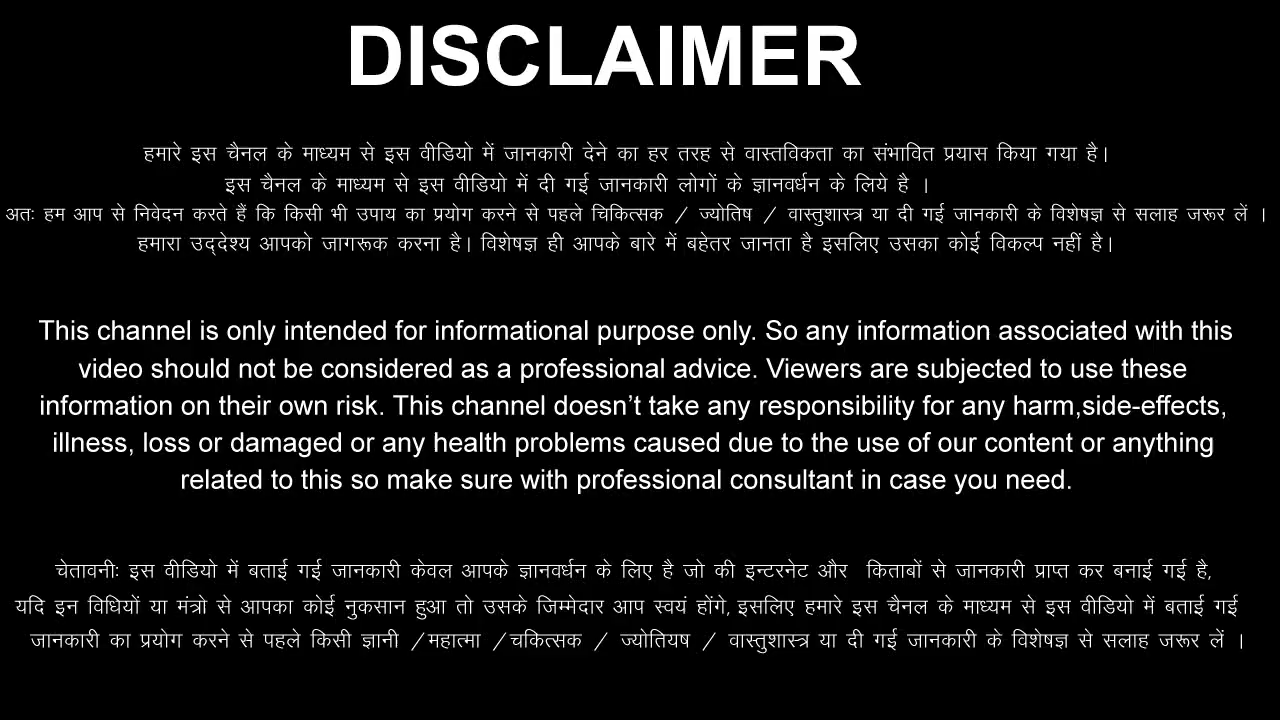 DISCLAIMER
हमारे इस चैनल के माध्यम से इस वीडियो में जानकारी देने का हर तरह से वास्तविकता का संभावित प्रयास किया गया है।
इस चैनल के माध्यम से इस वीडियो में दी गई जानकारी लोगों के ज्ञानवर्धन के लिये है ।
अतः हम आप से निवेदन करते हैं कि किसी भी उपाय का प्रयोग करने से पहले चिकित्सक / ज्योतिष / वास्तुशास्त्र या दी गई जानकारी के विशेषज्ञ से सलाह जरूर लें ।
हमारा उद्देश्य आपको जागरूक करना है। विशेषज्ञ ही आपके बारे में बहेतर जानता है इसलिए उसका कोई विकल्प नहीं है।
This channel is only intended for informational purpose only. So any information associated with this
video should not be considered as a professional advice. Viewers are subjected to use these
information on their own risk. This channel doesn’t take any responsibility for any harm,side-effects,
illness, loss or damaged or any health problems caused due to the use of our content or anything
related to this so make sure with professional consultant in case you need.
चेतावनीः इस वीडियो में बताई गई जानकारी केवल आपके ज्ञानवर्धन के लिए है जो की इन्टरनेट और किताबों से जानकारी प्राप्त कर बनाई गई है,
यदि इन विधियों या मंत्रो से आपका कोई नुकसान हुआ तो उसके जिम्मेदार आप स्वयं होंगे, इसलिए हमारे इस चैनल के माध्यम से इस वीडियो में बताई गई
जानकारी का प्रयोग करने से पहले किसी ज्ञानी /महात्मा /चकित्सक / ज्योतियष / वास्तुशास्त्र या दी गई जानकारी के विशेषज्ञ से सलाह जरूर लें ।